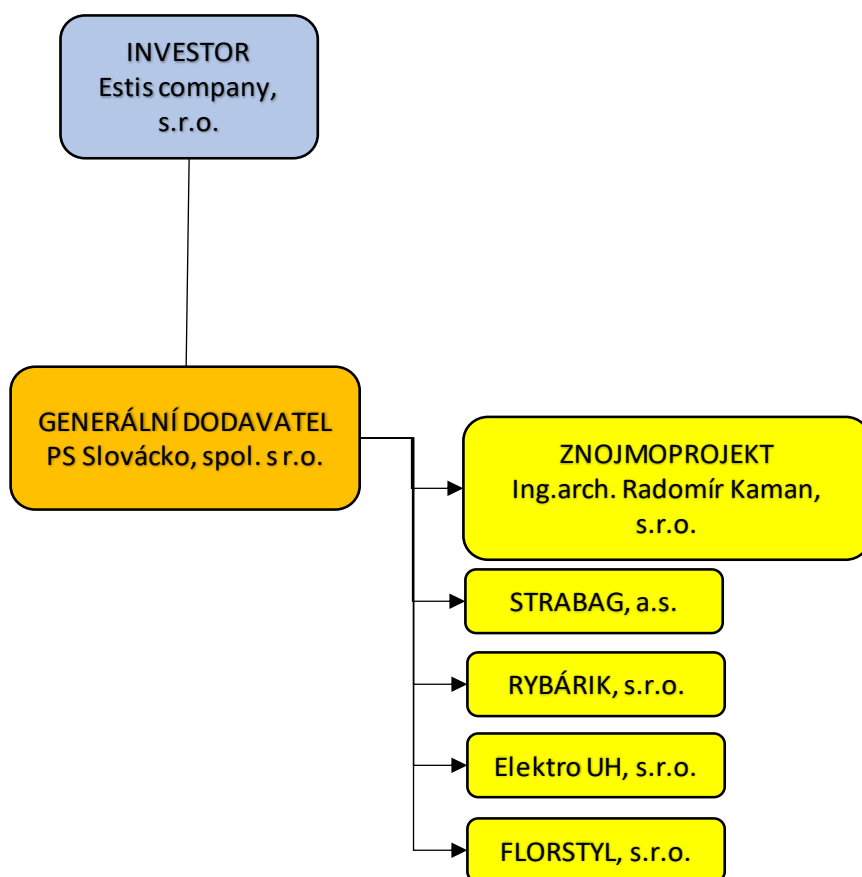 INVESTOR
Estis company,
s.r.o.
GENERÁLNÍ DODAVATEL
PS Slovácko, spol. s r.o.
ZNOJMOPROJEKT
Ing.arch. Radomír Kaman,
s.r.o.
STRABAG, a.s.
RYBÁRIK, s.r.o.
Elektro UH, s.r.o.
FLORSTYL, s.r.o.